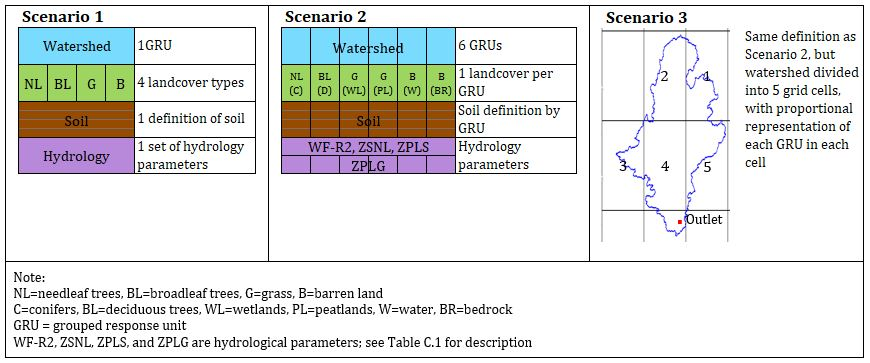 Scenario 1
Watershed
1GRU
NL BL G B
4 landcover types
Soil
1 definition of soil
Hydrology
1 set of hydrology
parameters
Scenario 2
Watershed
6 GRUs
NL BL G G B B
(C) (D) (WL) (PL) (W) (BR)
1 landcover per
GRU
Soil
Soil definition by
GRU
WF-R2, ZSNL, ZPLS
ZPLG
Hydrology
parameters
Scenario 3
2 1
3 4 5
Outlet
Same definition as
Scenario 2, but
watershed divided
into 5 grid cells,
with proportional
representation of
each GRU in each
cell
Note:
NL=needleaf trees, BL=broadleaf trees, G=grass, B=barren land
C=conifers, BL=deciduous trees, WL=wetlands, PL=peatlands, W=water, BR=bedrock
GRU = grouped response unit
WF-R2, ZSNL, ZPLS, and ZPLG are hydrological parameters; see Table C.1 for description